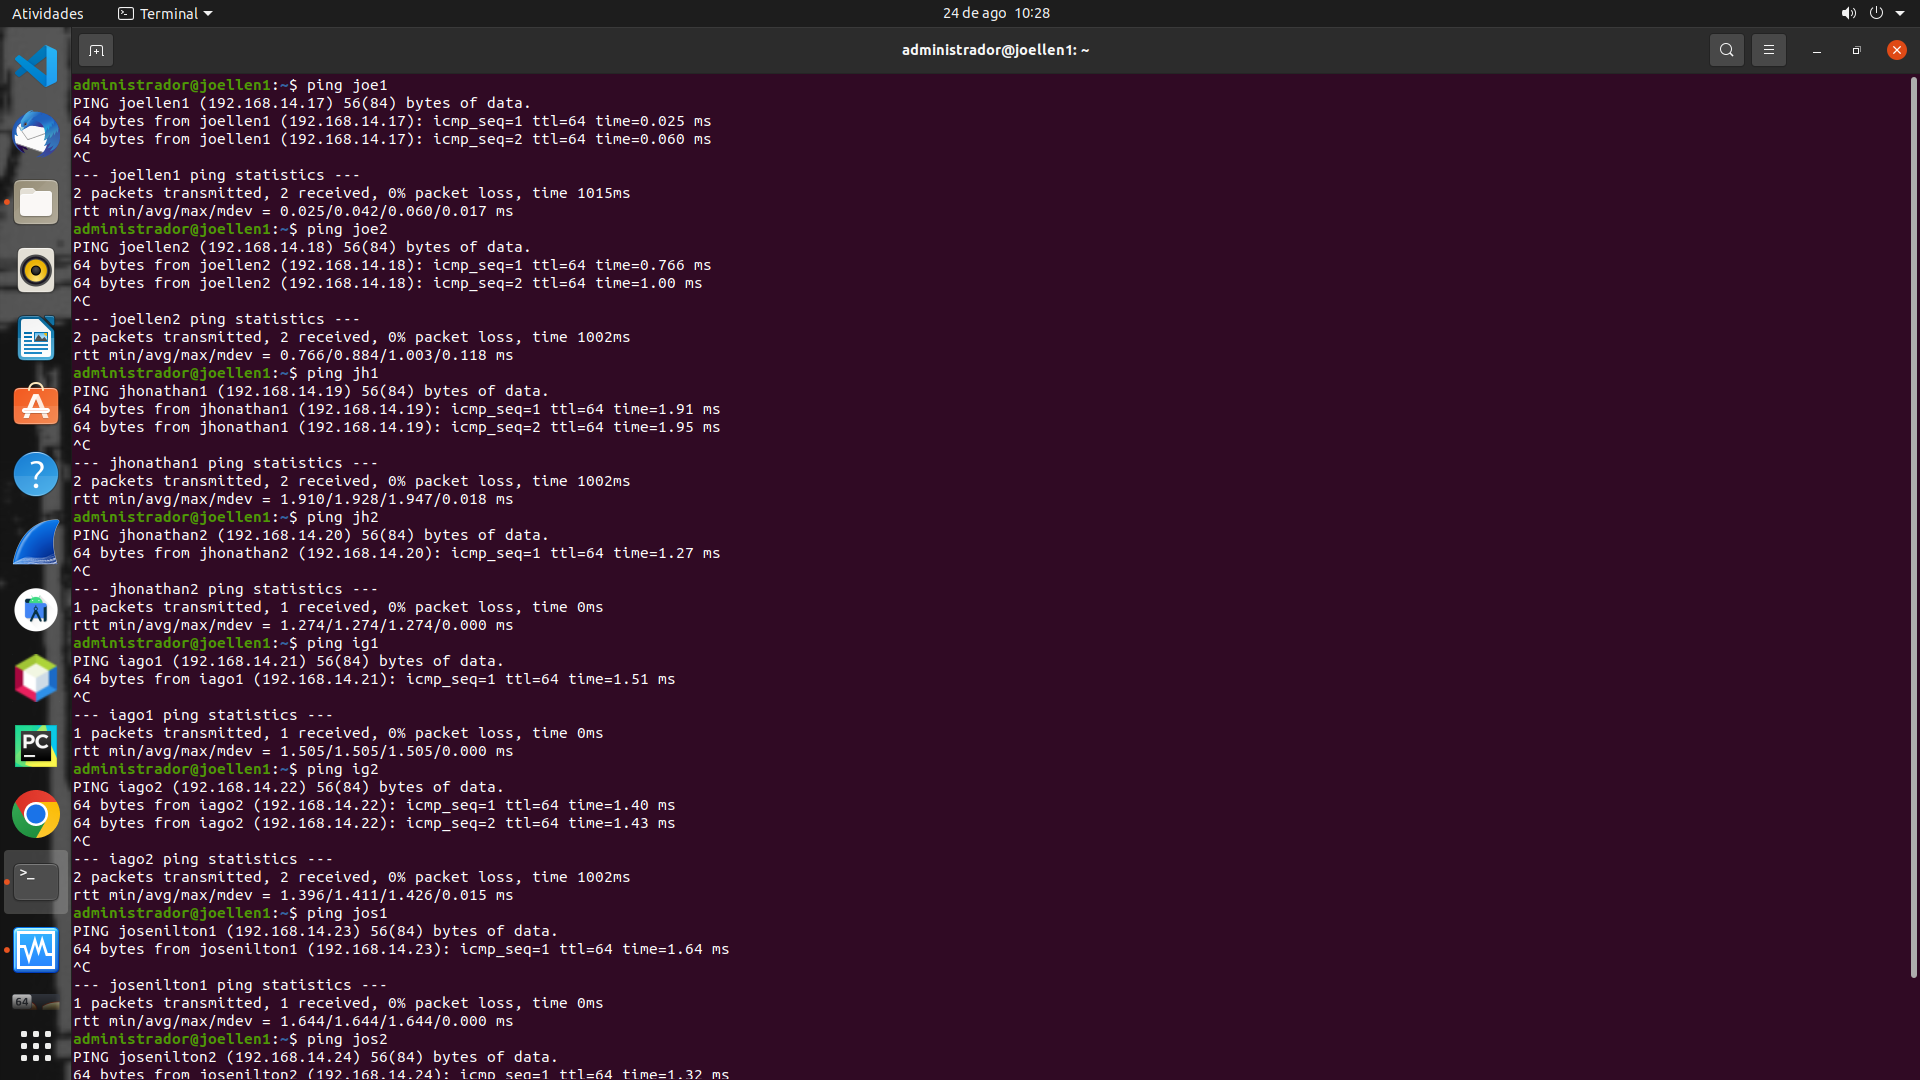 Atividades
Terminal
24 de ago 10:28
administrador@joellen1: ~
administrador@joellen1:~$ ping joe1
PING joellen1 (192.168.14.17) 56(84) bytes of data.
64 bytes from joellen1 (192.168.14.17): icmp_seq=1 ttl=64 time=0.025 ms
64 bytes from joellen1 (192.168.14.17): icmp_seq=2 ttl=64 time=0.060 ms
^C
--- joellen1 ping statistics ---
2 packets transmitted, 2 received, 0% packet loss, time 1015ms
rtt min/avg/max/mdev = 0.025/0.042/0.060/0.017 ms
administrador@joellen1:~$ ping joe2
PING joellen2 (192.168.14.18) 56(84) bytes of data.
64 bytes from joellen2 (192.168.14.18): icmp_seq=1 ttl=64 time=0.766 ms
64 bytes from joellen2 (192.168.14.18): icmp_seq=2 ttl=64 time=1.00 ms
^C
--- joellen2 ping statistics ---
2 packets transmitted, 2 received, 0% packet loss, time 1002ms
rtt min/avg/max/mdev = 0.766/0.884/1.003/0.118 ms
administrador@joellen1:~$ ping jh1
PING jhonathan1 (192.168.14.19) 56(84) bytes of data.
64 bytes from jhonathan1 (192.168.14.19): icmp_seq=1 ttl=64 time=1.91 ms
64 bytes from jhonathan1 (192.168.14.19): icmp_seq=2 ttl=64 time=1.95 ms
^C
--- jhonathan1 ping statistics ---
2 packets transmitted, 2 received, 0% packet loss, time 1002ms
rtt min/avg/max/mdev = 1.910/1.928/1.947/0.018 ms
administrador@joellen1:~$ ping jh2
PING jhonathan2 (192.168.14.20) 56(84) bytes of data.
64 bytes from jhonathan2 (192.168.14.20): icmp_seq=1 ttl=64 time=1.27 ms
^C
--- jhonathan2 ping statistics ---
1 packets transmitted, 1 received, 0% packet loss, time 0ms
rtt min/avg/max/mdev = 1.274/1.274/1.274/0.000 ms
administrador@joellen1:~$ ping ig1
PING iago1 (192.168.14.21) 56(84) bytes of data.
64 bytes from iago1 (192.168.14.21): icmp_seq=1 ttl=64 time=1.51 ms
^C
--- iago1 ping statistics ---
1 packets transmitted, 1 received, 0% packet loss, time 0ms
rtt min/avg/max/mdev = 1.505/1.505/1.505/0.000 ms
administrador@joellen1:~$ ping ig2
PING iago2 (192.168.14.22) 56(84) bytes of data.
64 bytes from iago2 (192.168.14.22): icmp_seq=1 ttl=64 time=1.40 ms
64 bytes from iago2 (192.168.14.22): icmp_seq=2 ttl=64 time=1.43 ms
^C
--- iago2 ping statistics ---
2 packets transmitted, 2 received, 0% packet loss, time 1002ms
rtt min/avg/max/mdev = 1.396/1.411/1.426/0.015 ms
administrador@joellen1:~$ ping jos1
PING josenilton1 (192.168.14.23) 56(84) bytes of data.
64 bytes from josenilton1 (192.168.14.23): icmp_seq=1 ttl=64 time=1.64 ms
^C
--- josenilton1 ping statistics ---
1 packets transmitted, 1 received, 0% packet loss, time 0ms
rtt min/avg/max/mdev = 1.644/1.644/1.644/0.000 ms
administrador@joellen1:~$ ping jos2
PING josenilton2 (192.168.14.24) 56(84) bytes of data.
64 bytes from josenilton2 (192.168.14.24): icmp_seq=1 ttl=64 time=1.32 ms
?
PC
>_
64